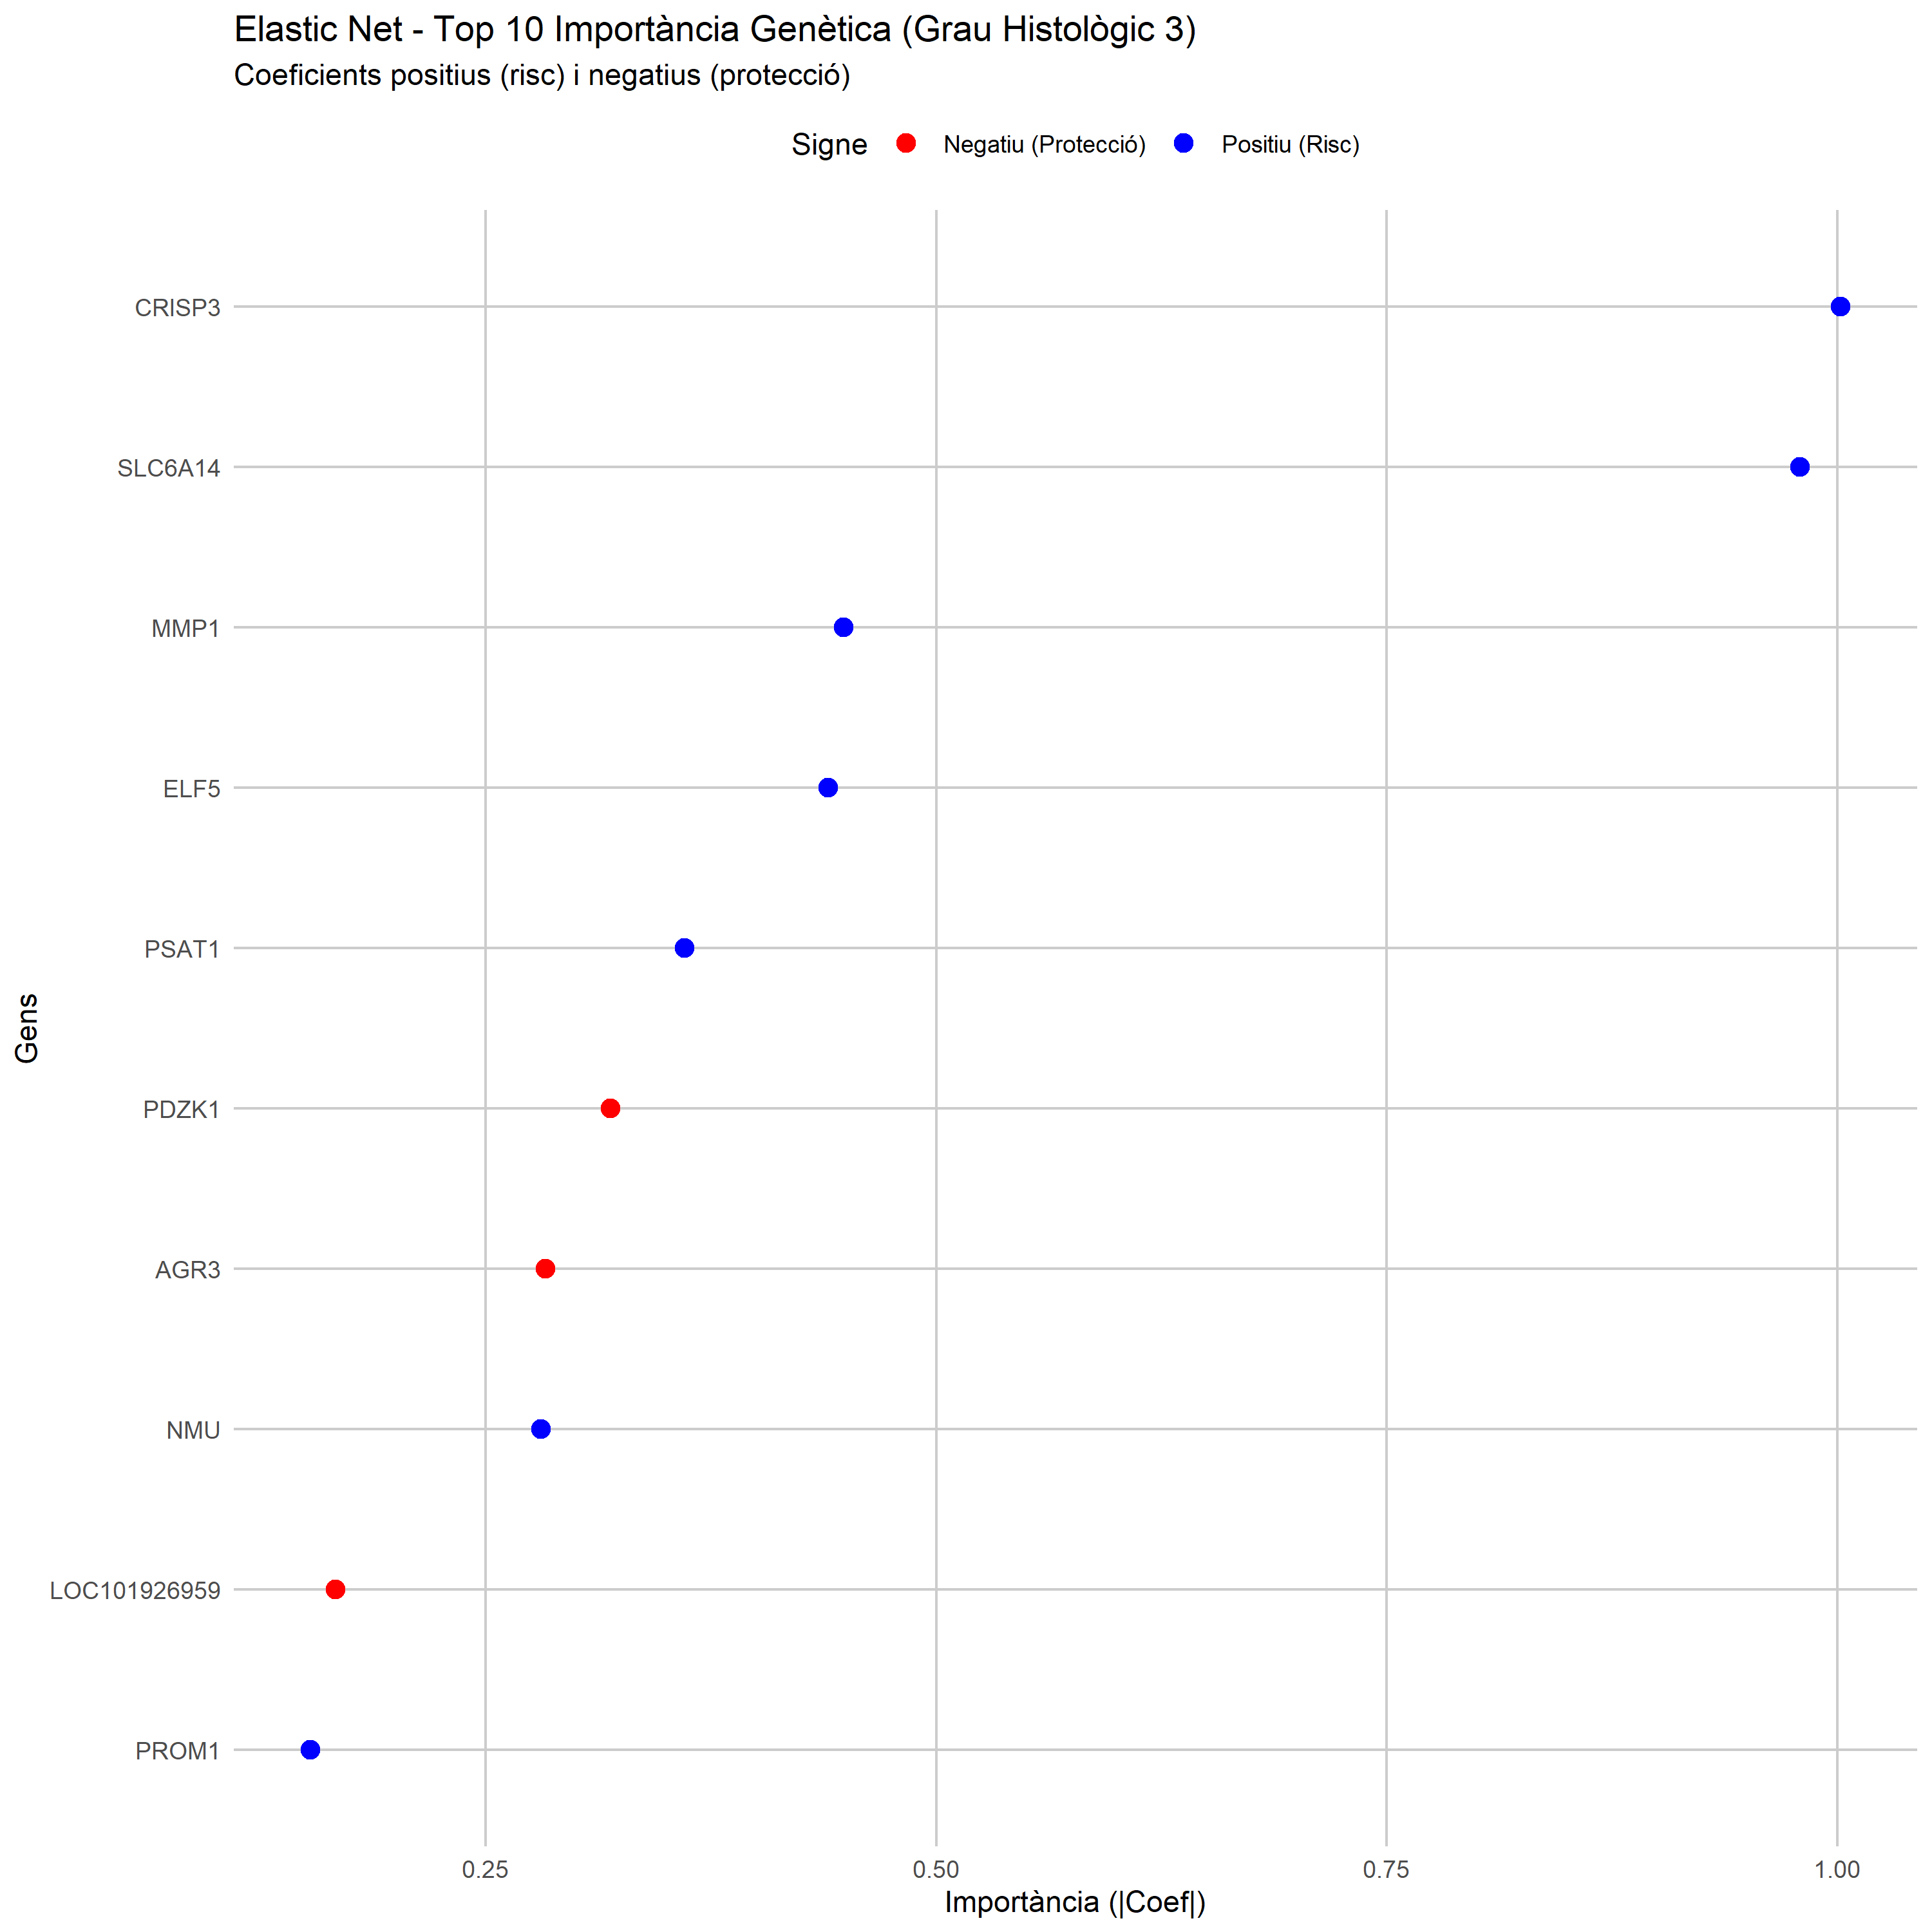 Elastic Net - Top 10 Importància Genètica (Grau Histològic 3)
Coeficients positius (risc) i negatius (protecció)
Signe Negatiu (Protecció) Positiu (Risc)
CRISP3
SLC6A14
MMP1
ELF5
PSAT1
PDZK1
AGR3
NMU
LOC101926959
PROM1
Gens
0.25 0.50 0.75 1.00
Importància (|Coef|)